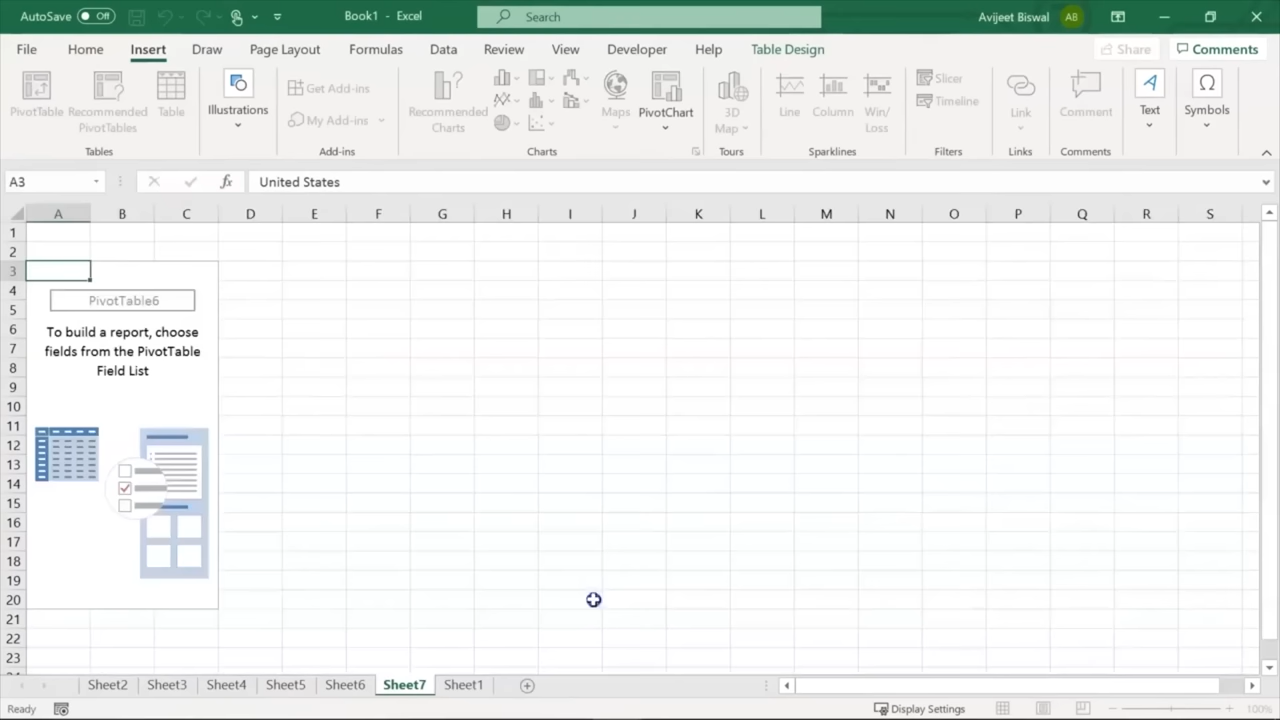 AutoSave Off Book1 - Excel Search Avijeet Biswal AB
File Home Insert Draw Page Layout Formulas Data Review View Developer Help Table Design Share Comments
PivotTable Recommended PivotTables Table Illustrations Get Add-ins My Add-ins Recommended Charts Maps PivotChart 3D Map Line Column Win/Loss Slicer Timeline Link Comment Text Symbols
Tables Add-ins Charts Tours Sparklines Filters Links Comments
A3 fx United States
A B C D E F G H I J K L M N O P Q R S
1
2
3
4
PivotTable6
5
6
To build a report, choose
7
fields from the PivotTable
8
Field List
9
10
11
12
13
14
15
16
17
18
19
20
21
22
23
Sheet2 Sheet3 Sheet4 Sheet5 Sheet6 Sheet7 Sheet1
Ready Display Settings 100%